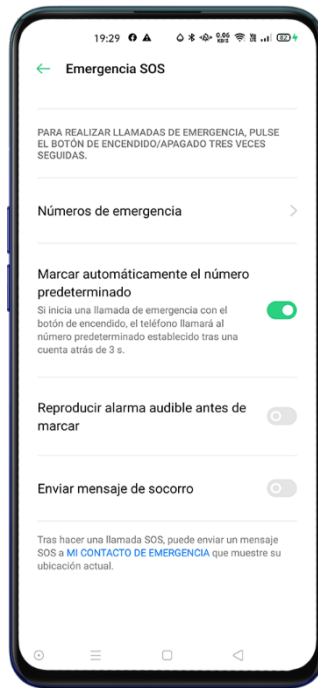 19:29
0.06
KB/S
82
Emergencia SOS
PARA REALIZAR LLAMADAS DE EMERGENCIA, PULSE
EL BOTÓN DE ENCENDIDO/APAGADO TRES VECES
SEGUIDAS.
Números de emergencia
Marcar automáticamente el número
predeterminado
Si inicia una llamada de emergencia con el
botón de encendido, el teléfono llamará al
número predeterminado establecido tras una
cuenta atrás de 3 s.
Reproducir alarma audible antes de
marcar
Enviar mensaje de socorro
Tras hacer una llamada SOS, puede enviar un mensaje
SOS a MI CONTACTO DE EMERGENCIA que muestre su
ubicación actual.